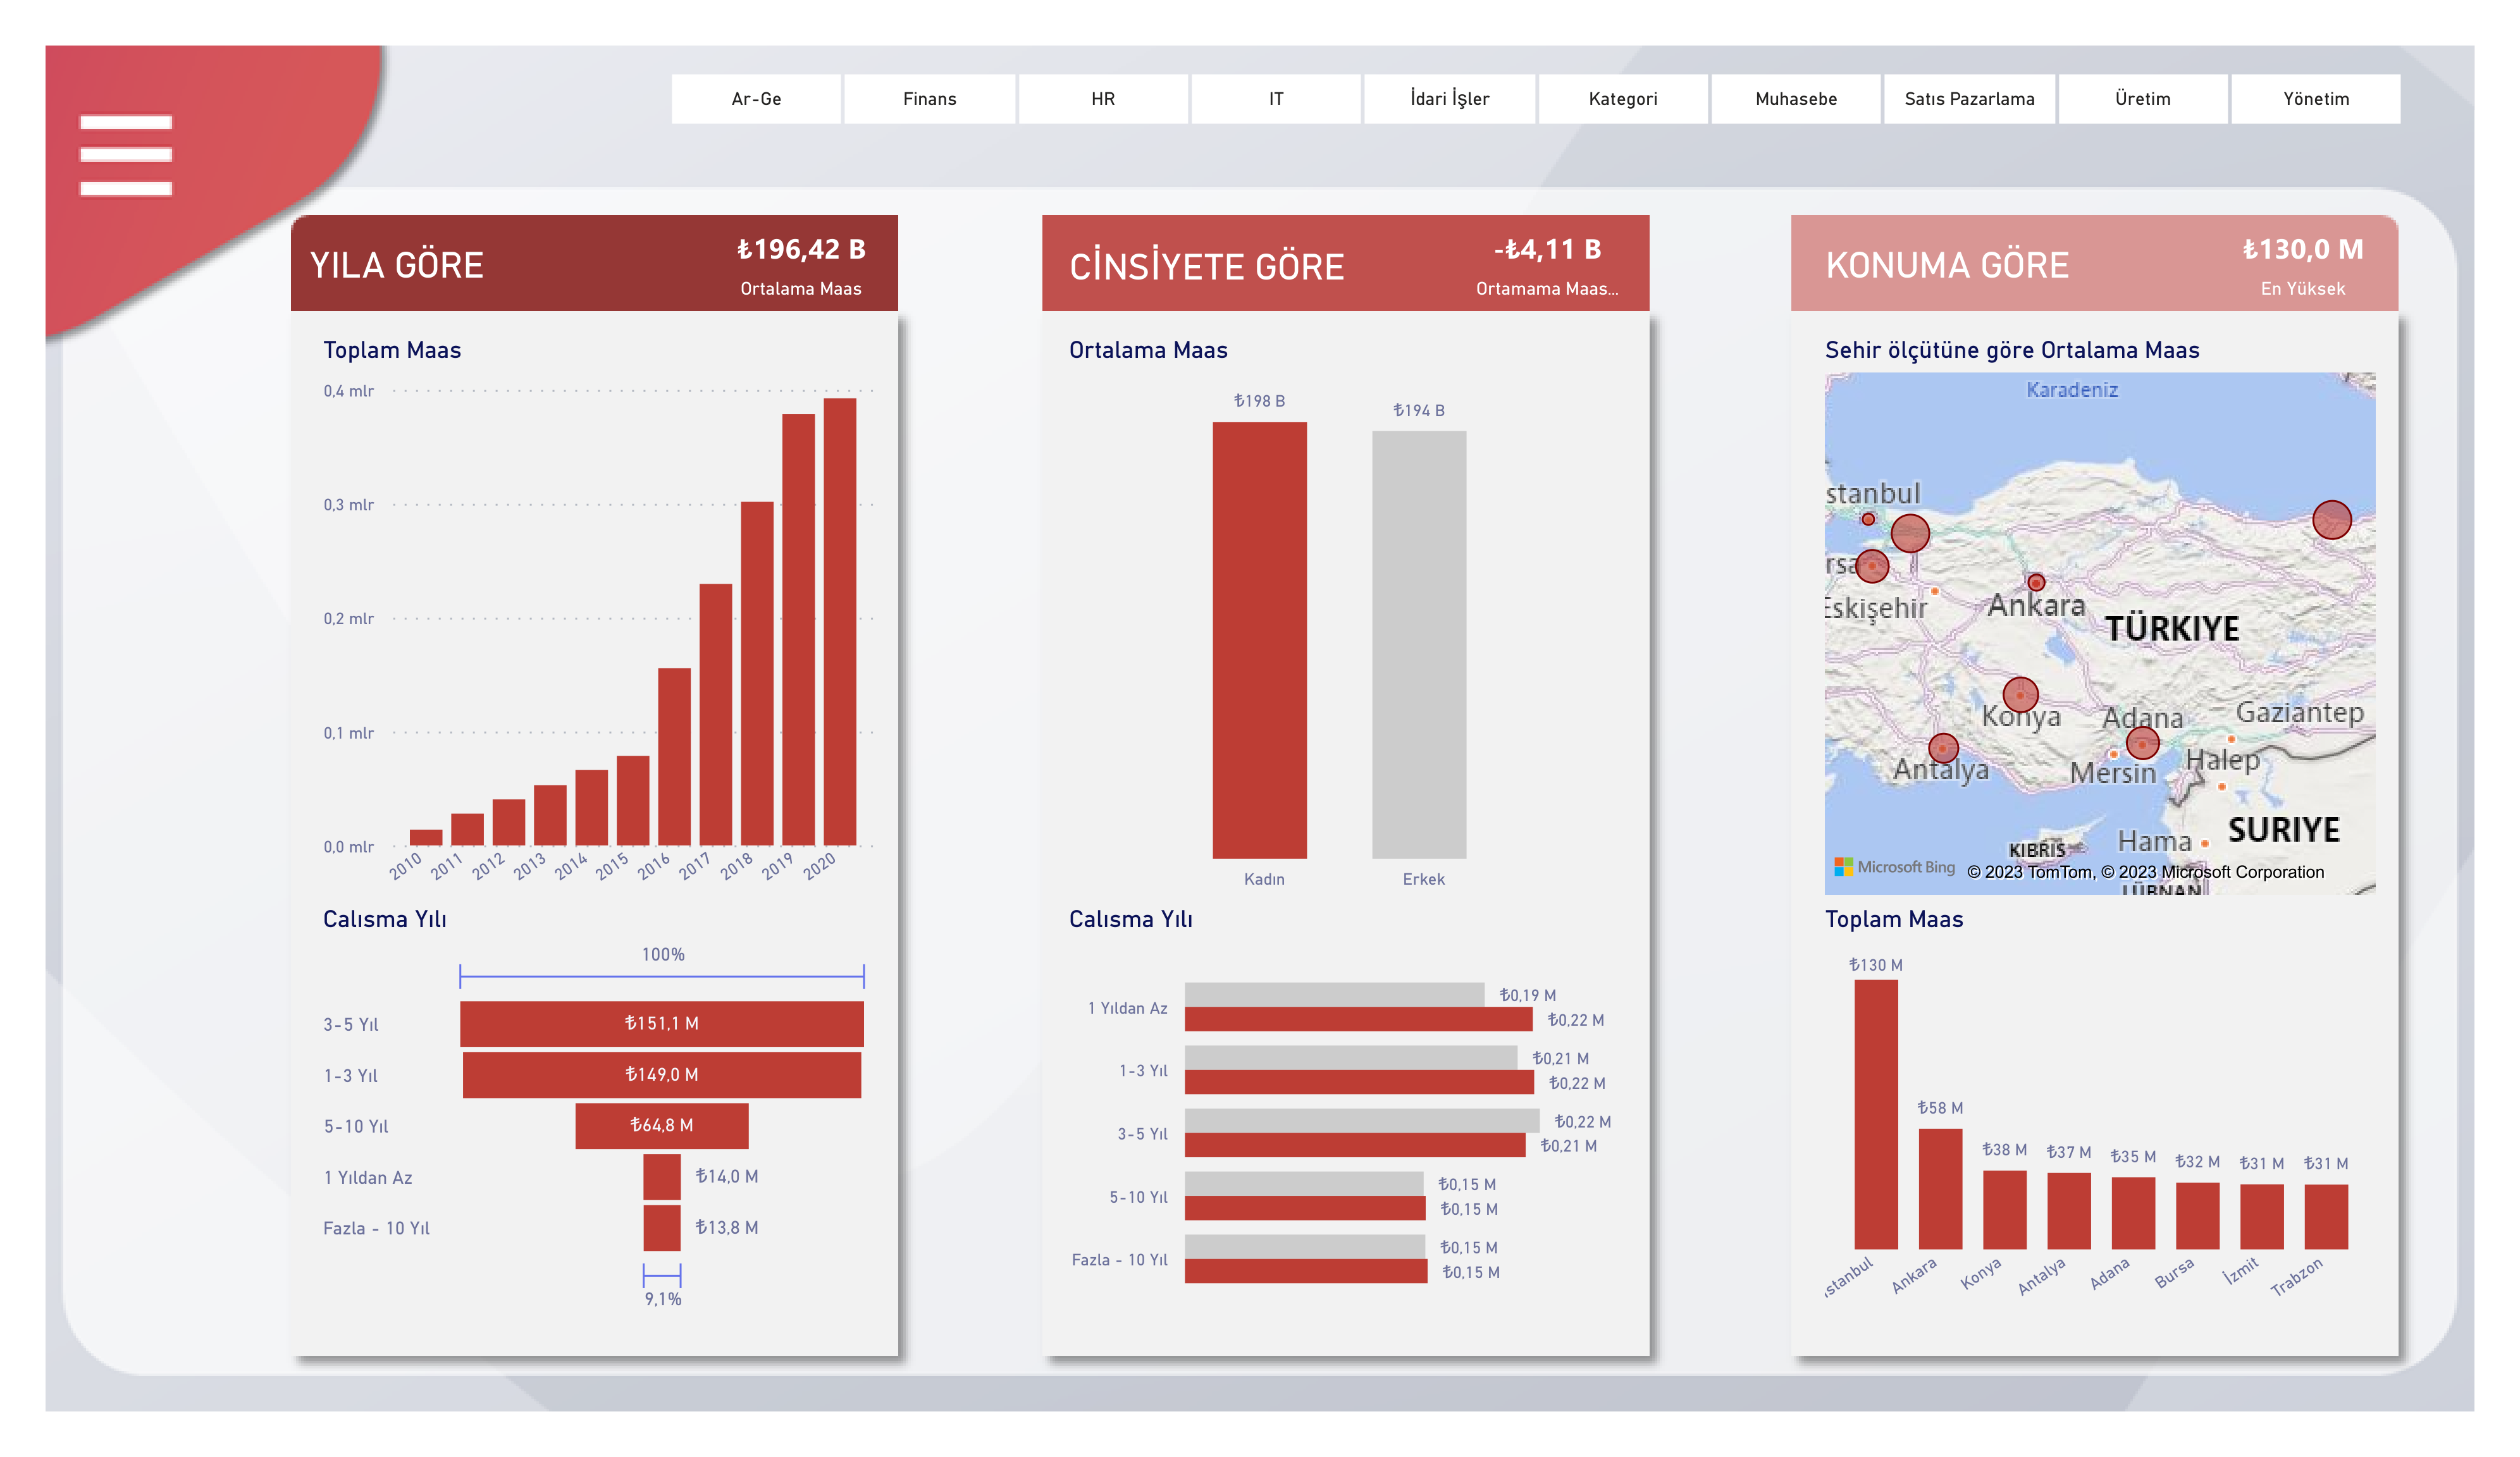 Ar-Ge
Finans
HR
IT
İdari İşler
Kategori
Muhasebe
Satıs Pazarlama
Üretim
Yönetim
YILA GÖRE
₺196,42 B
Ortalama Maas
Toplam Maas
0,4 mlr
0,3 mlr
0,2 mlr
0,1 mlr
0,0 mlr
2010
2011
2012
2013
2014
2015
2016
2017
2018
2019
2020
Calısma Yılı
100%
3-5 Yıl
₺151,1 M
1-3 Yıl
₺149,0 M
5-10 Yıl
₺64,8 M
1 Yıldan Az
₺14,0 M
Fazla - 10 Yıl
₺13,8 M
9,1%
CİNSİYETE GÖRE
-₺4,11 B
Ortamama Maas...
Ortalama Maas
₺198 B
₺194 B
Kadın
Erkek
Calısma Yılı
1 Yıldan Az
₺0,19 M
₺0,22 M
1-3 Yıl
₺0,21 M
₺0,22 M
3-5 Yıl
₺0,22 M
₺0,21 M
5-10 Yıl
₺0,15 M
₺0,15 M
Fazla - 10 Yıl
₺0,15 M
₺0,15 M
KONUMA GÖRE
₺130,0 M
En Yüksek
Sehir ölçütüne göre Ortalama Maas
Karadeniz
stanbul
rsa
Eskişehir
Ankara
TÜRKIYE
Konya
Adana
Gaziantep
Antalya
Mersin
Halep
SURIYE
Hama
KIBRIS
Microsoft Bing
© 2023 TomTom, © 2023 Microsoft Corporation
LÜBNAN
Toplam Maas
₺130 M
₺58 M
₺38 M
₺37 M
₺35 M
₺32 M
₺31 M
₺31 M
stanbul
Ankara
Konya
Antalya
Adana
Bursa
İzmit
Trabzon